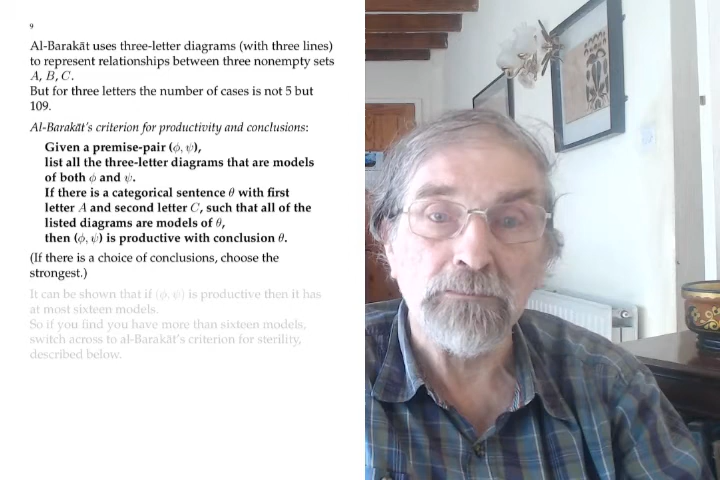 9
Al-Barakāt uses three-letter diagrams (with three lines)
to represent relationships between three nonempty sets
A, B, C.
But for three letters the number of cases is not 5 but
109.
Al-Barakāt's criterion for productivity and conclusions:
Given a premise-pair (ϕ, ψ),
list all the three-letter diagrams that are models
of both ϕ and ψ.
If there is a categorical sentence θ with first
letter A and second letter C, such that all of the
listed diagrams are models of θ,
then (ϕ, ψ) is productive with conclusion θ.
(If there is a choice of conclusions, choose the
strongest.)
It can be shown that if (ϕ, ψ) is productive then it has
at most sixteen models.
So if you find you have more than sixteen models,
switch across to al-Barakāt's criterion for sterility,
described below.